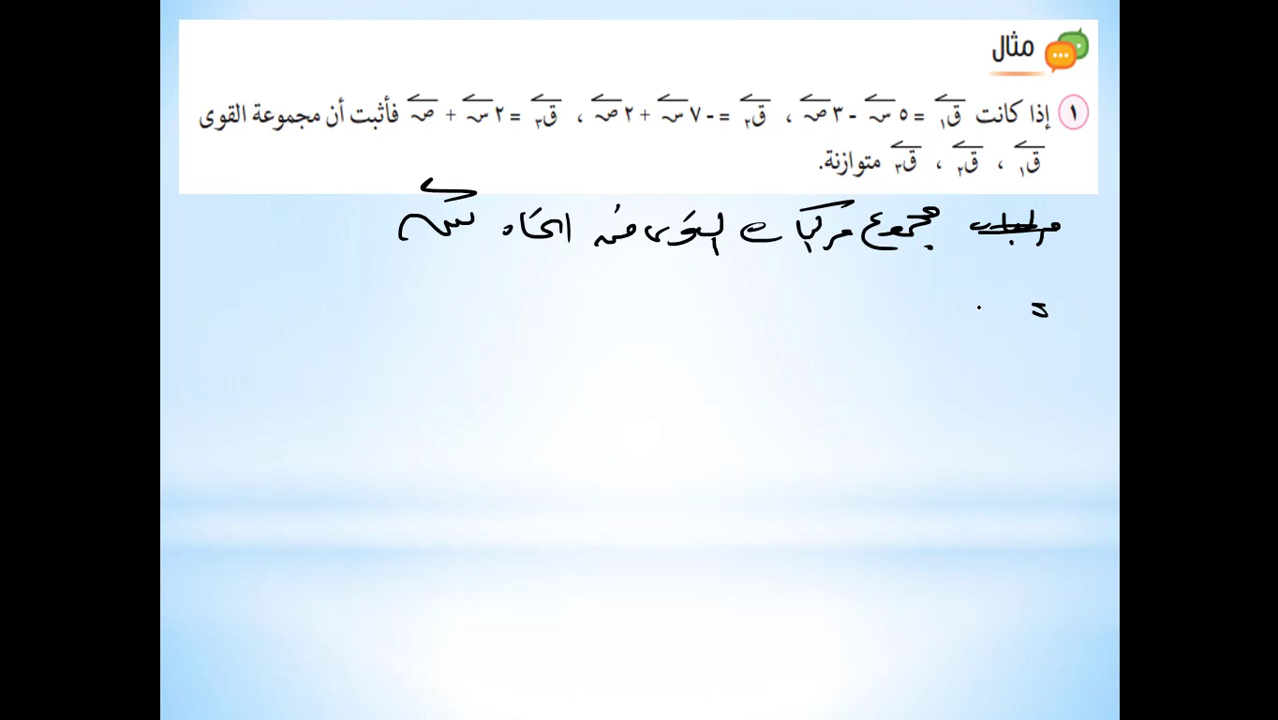 مثال
١ إذا كانت ق١ = ٥ س - ٣ ص ، ق٢ = -٧ س + ٢ ص ، ق٣ = ٢ س + ص فأثبت أن مجموعة القوى
ق١ ، ق٢ ، ق٣ متوازنة.
مجموع مركبات القوى في اتجاه س